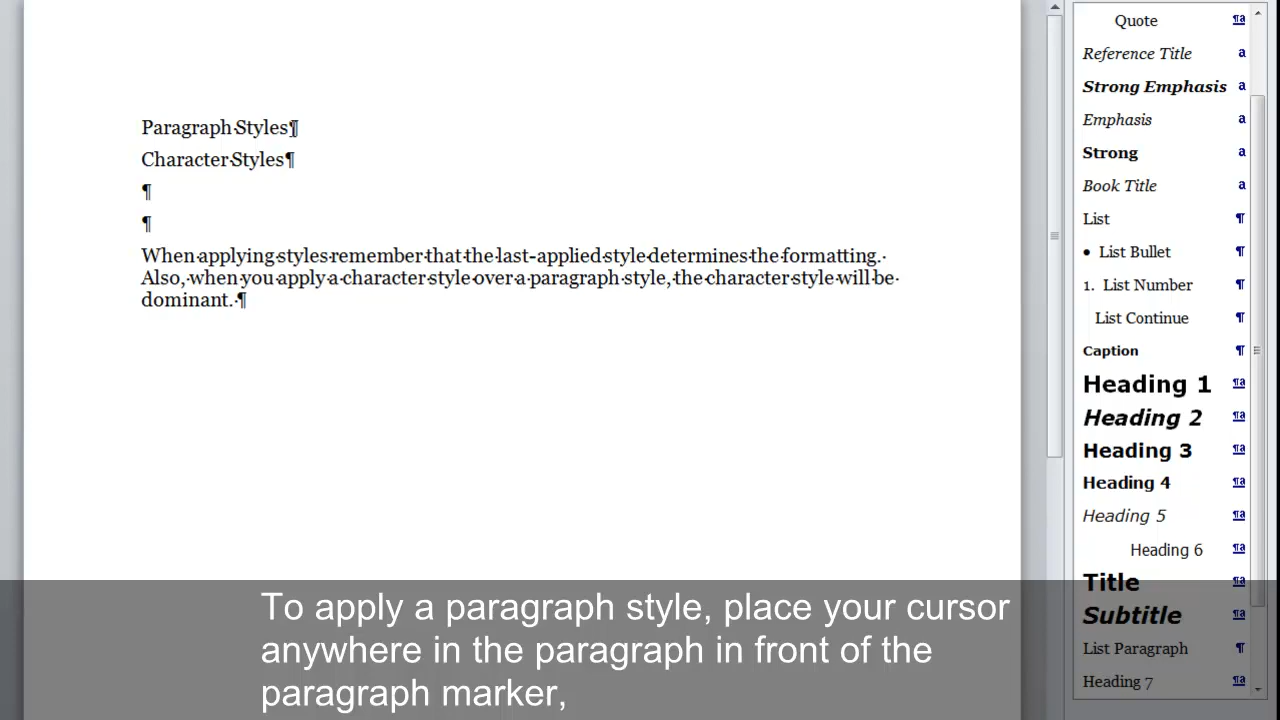 Paragraph·Styles¶
Character·Styles¶
¶
¶
When·applying·styles·remember·that·the·last-applied·style·determines·the·formatting.·
Also,·when·you·apply·a·character·style·over·a·paragraph·style,·the·character·style·will·be·
dominant.·¶
Quote ¶a
Reference Title a
Strong Emphasis a
Emphasis a
Strong a
Book Title a
List ¶
• List Bullet ¶
1. List Number ¶
List Continue ¶
Caption ¶
Heading 1 ¶a
Heading 2 ¶a
Heading 3 ¶a
Heading 4 ¶a
Heading 5 ¶a
Heading 6 ¶a
Title ¶a
Subtitle ¶a
List Paragraph ¶
Heading 7 ¶a
To apply a paragraph style, place your cursor
anywhere in the paragraph in front of the
paragraph marker,